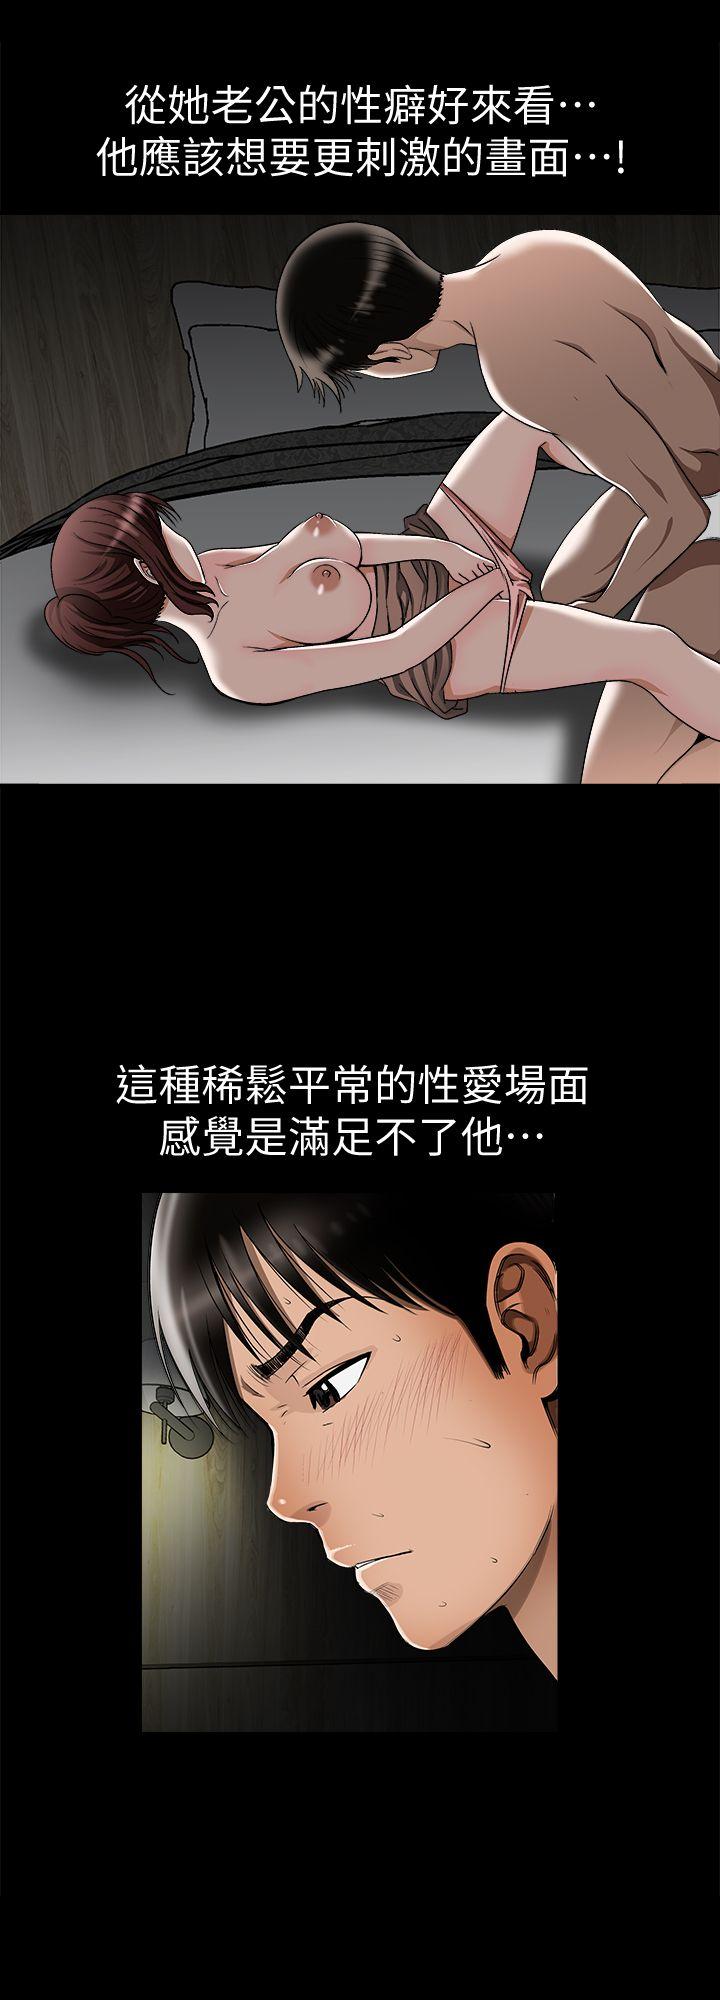 從她老公的性癖好來看⋯
他應該想要更刺激的畫面⋯!
這種稀鬆平常的性愛場面
感覺是滿足不了他⋯